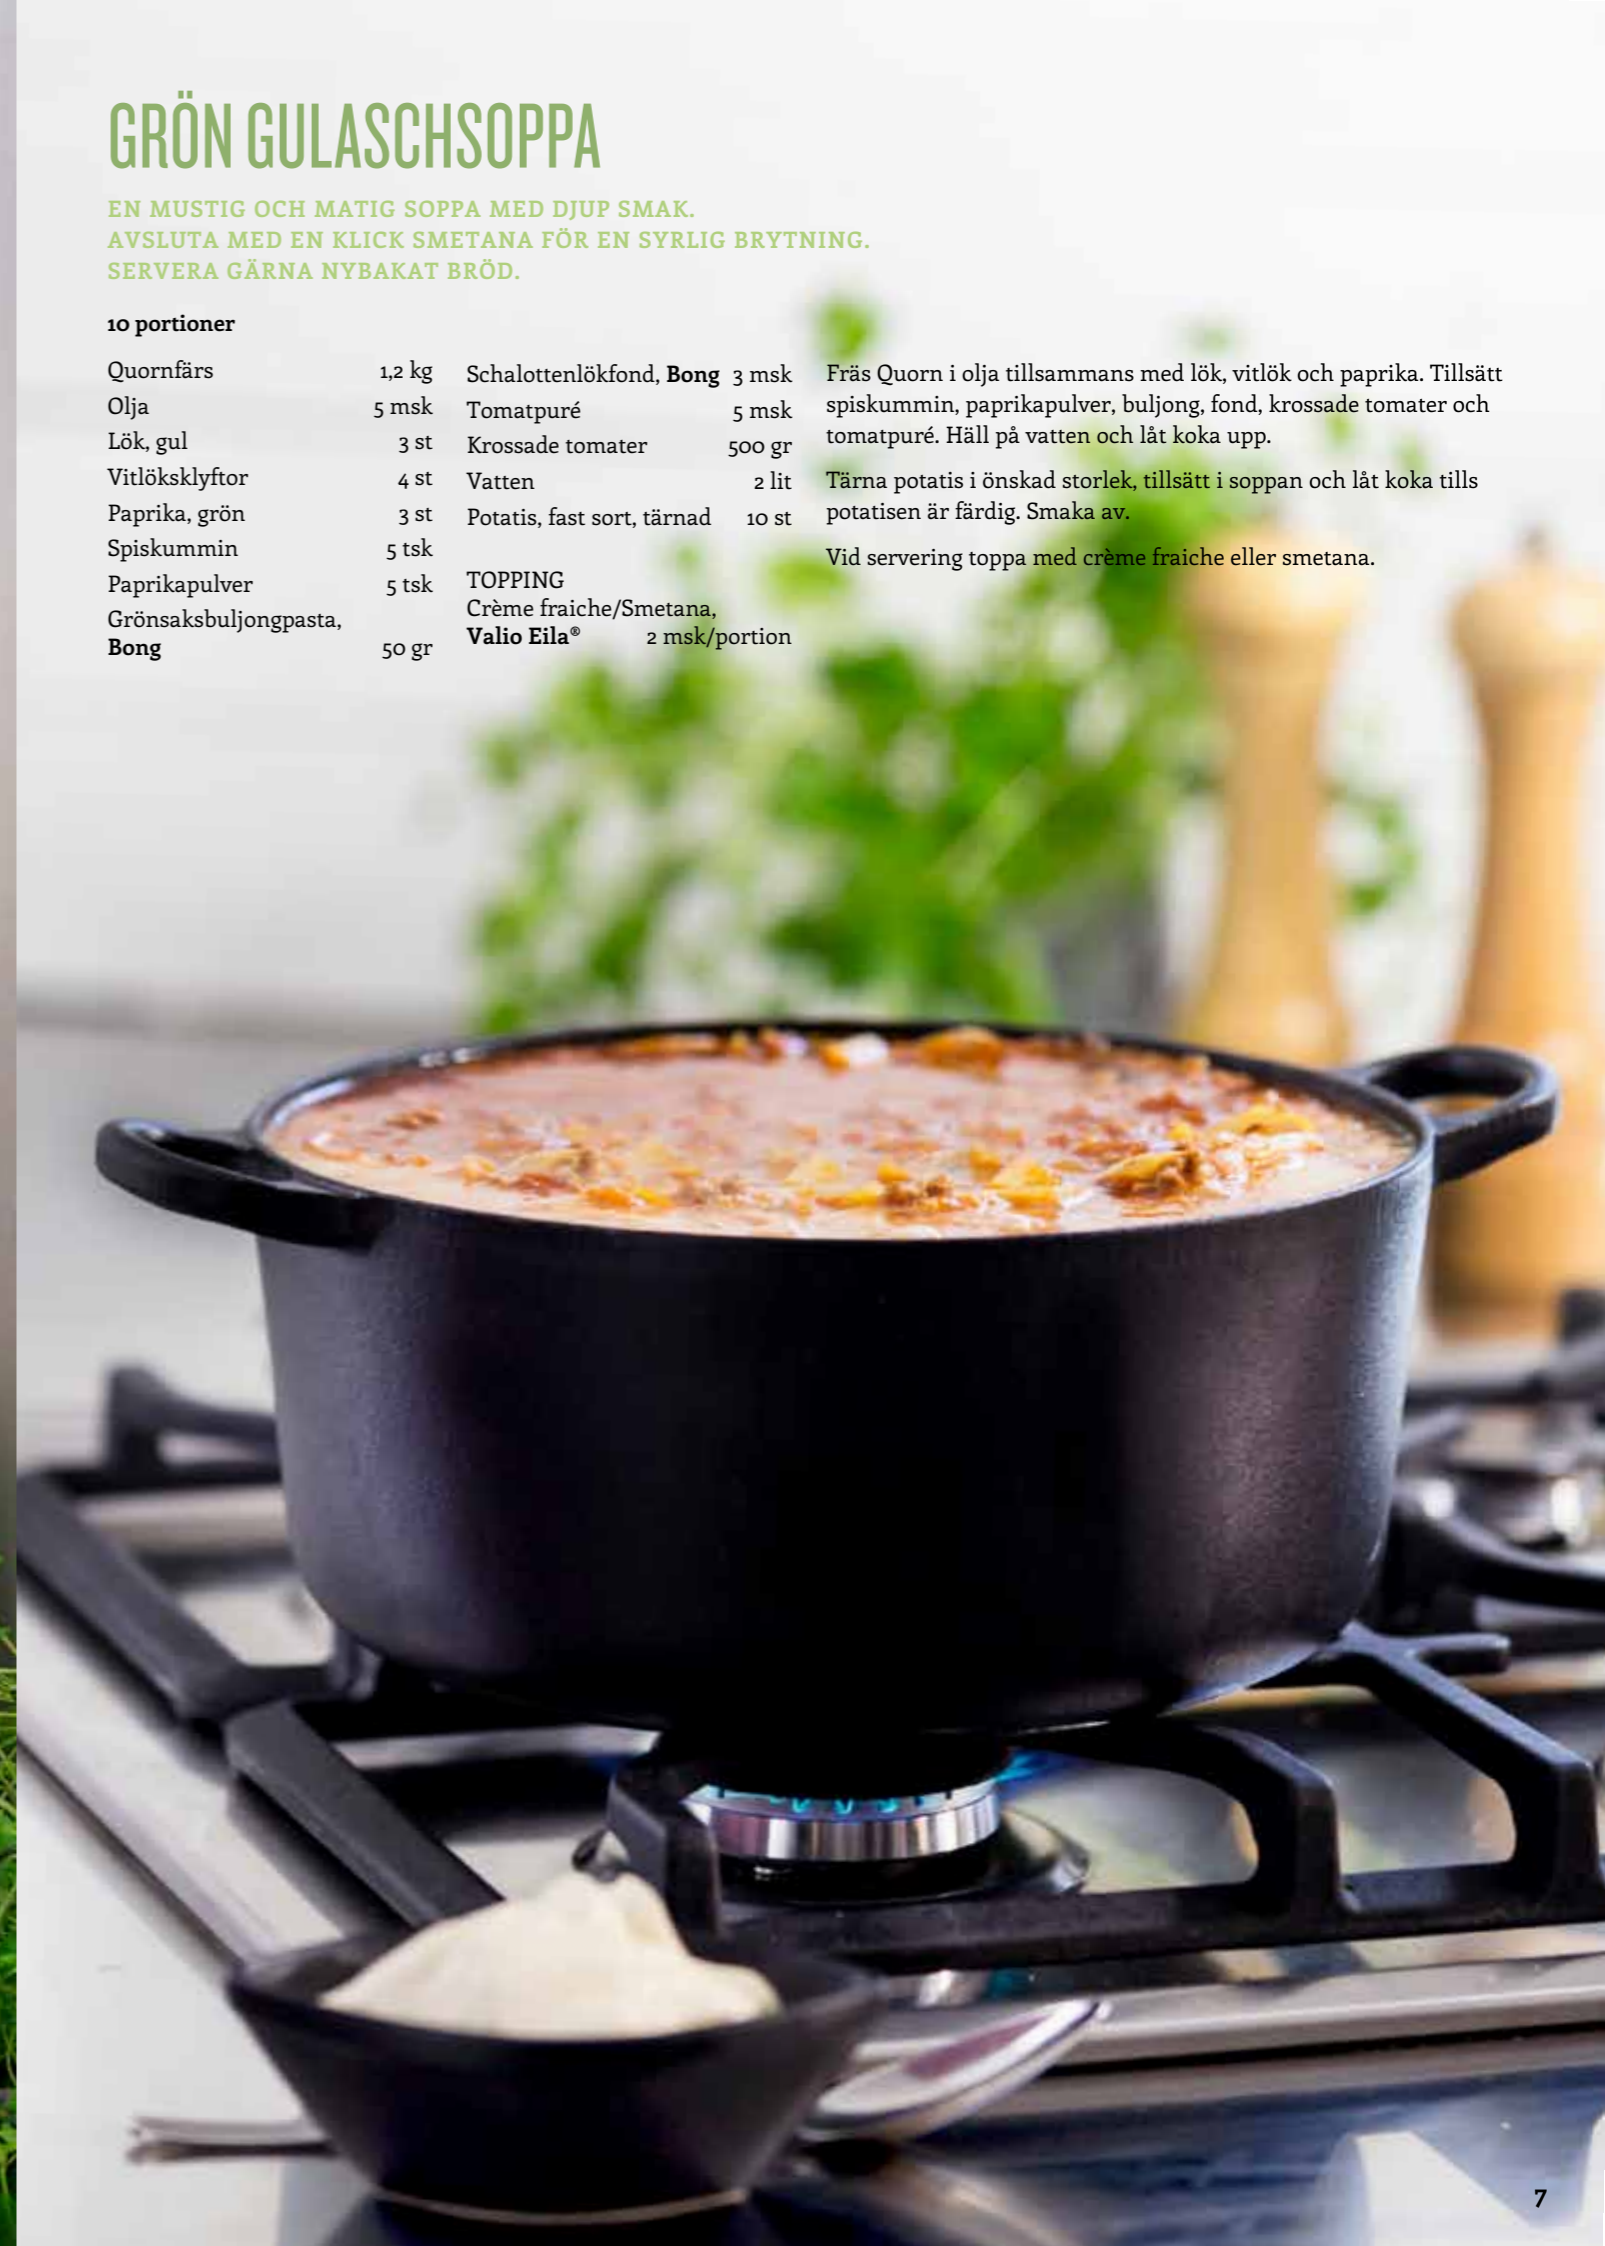 GRÖN GULASCHSOPPA
EN MUSTIG OCH MATIG SOPPA MED DJUP SMAK.
AVSLUTA MED EN KLICK SMETANA FÖR EN SYRLIG BRYTNING.
SERVERA GÄRNA NYBAKAT BRÖD.
10 portioner
Quornfärs 1,2 kg
Olja 5 msk
Lök, gul 3 st
Vitlöksklyftor 4 st
Paprika, grön 3 st
Spiskummin 5 tsk
Paprikapulver 5 tsk
Grönsaksbuljongpasta,
Bong 50 gr
Schalottenlökfond, Bong 3 msk
Tomatpuré 5 msk
Krossade tomater 500 gr
Vatten 2 lit
Potatis, fast sort, tärnad 10 st
TOPPING
Crème fraiche/Smetana,
Valio Eila® 2 msk/portion
Fräs Quorn i olja tillsammans med lök, vitlök och paprika. Tillsätt
spiskummin, paprikapulver, buljong, fond, krossade tomater och
tomatpuré. Häll på vatten och låt koka upp.
Tärna potatis i önskad storlek, tillsätt i soppan och låt koka tills
potatisen är färdig. Smaka av.
Vid servering toppa med crème fraiche eller smetana.
7